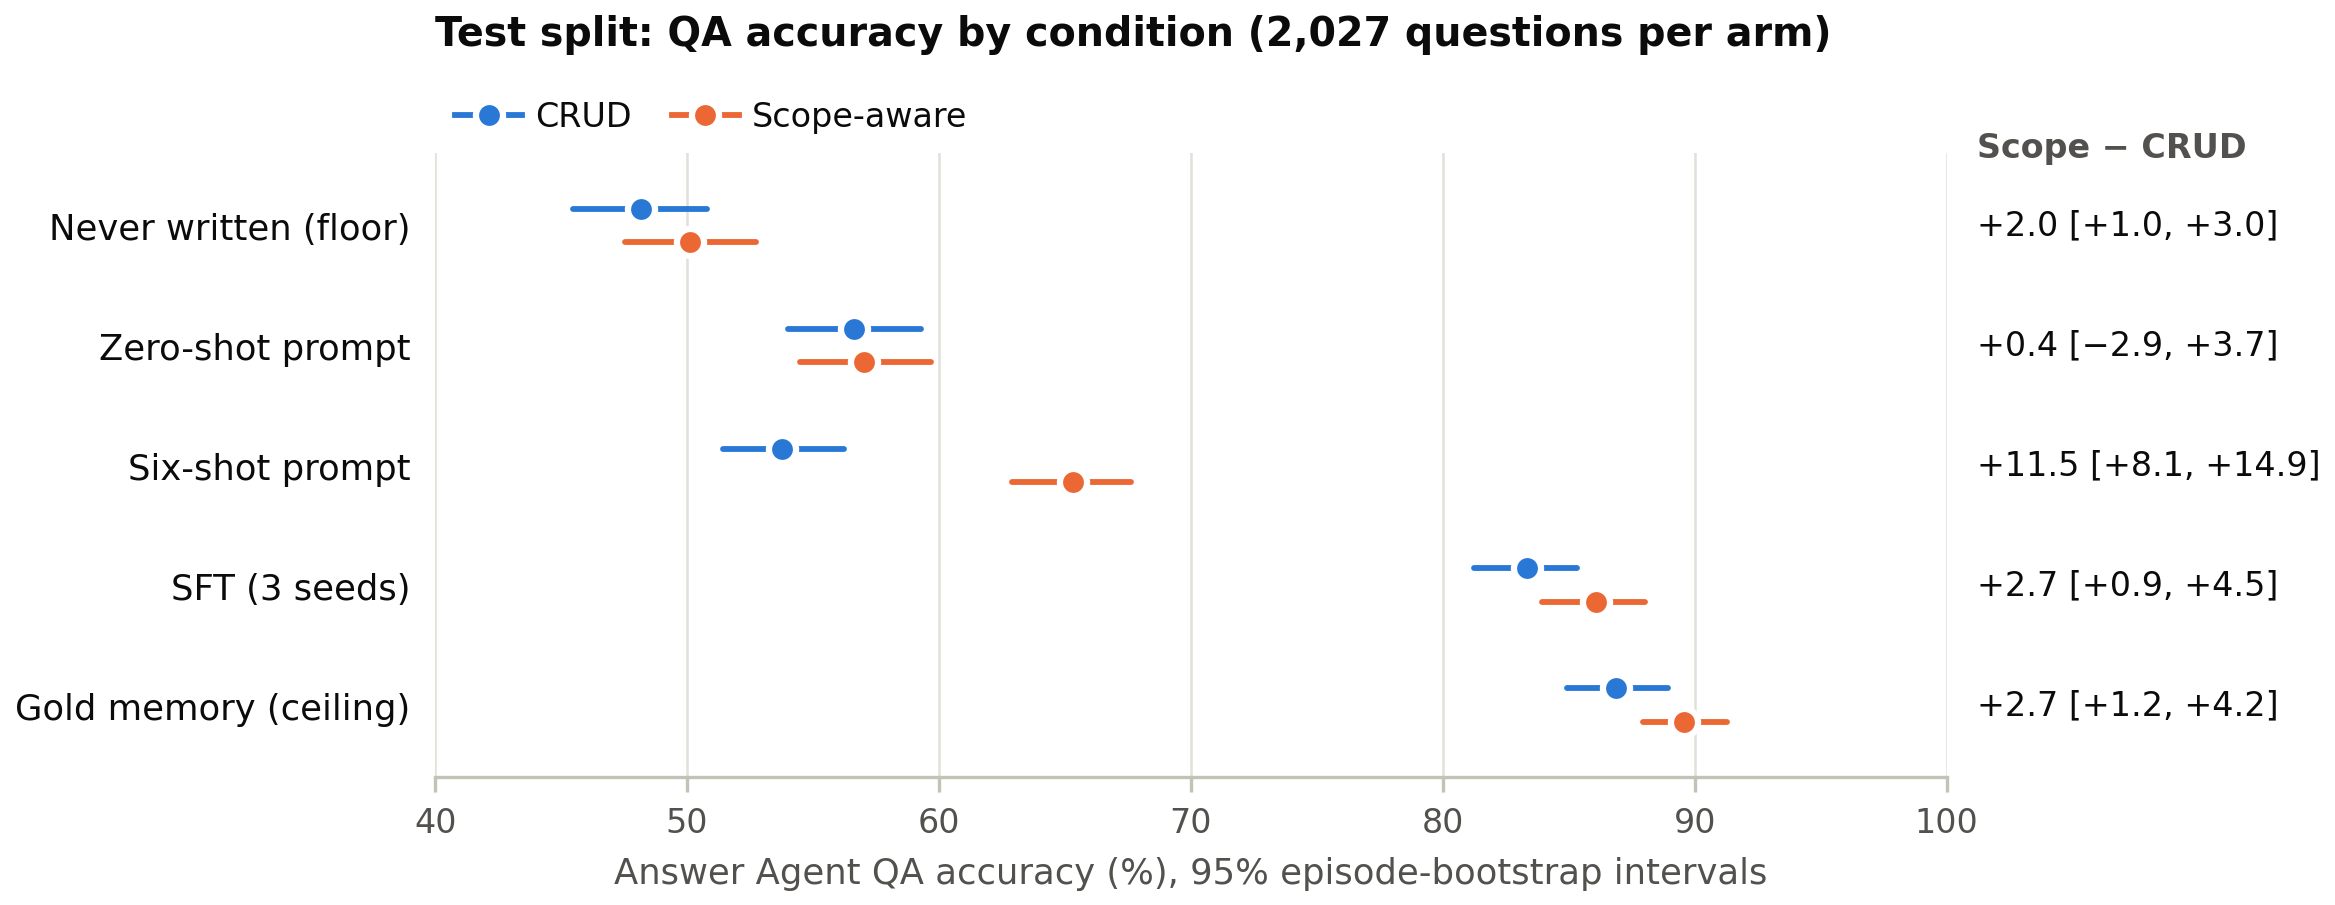 Test split: QA accuracy by condition (2,027 questions per arm)
CRUD
Scope-aware
Scope − CRUD
Never written (floor)
+2.0 [+1.0, +3.0]
Zero-shot prompt
+0.4 [−2.9, +3.7]
Six-shot prompt
+11.5 [+8.1, +14.9]
SFT (3 seeds)
+2.7 [+0.9, +4.5]
Gold memory (ceiling)
+2.7 [+1.2, +4.2]
40 50 60 70 80 90 100
Answer Agent QA accuracy (%), 95% episode-bootstrap intervals